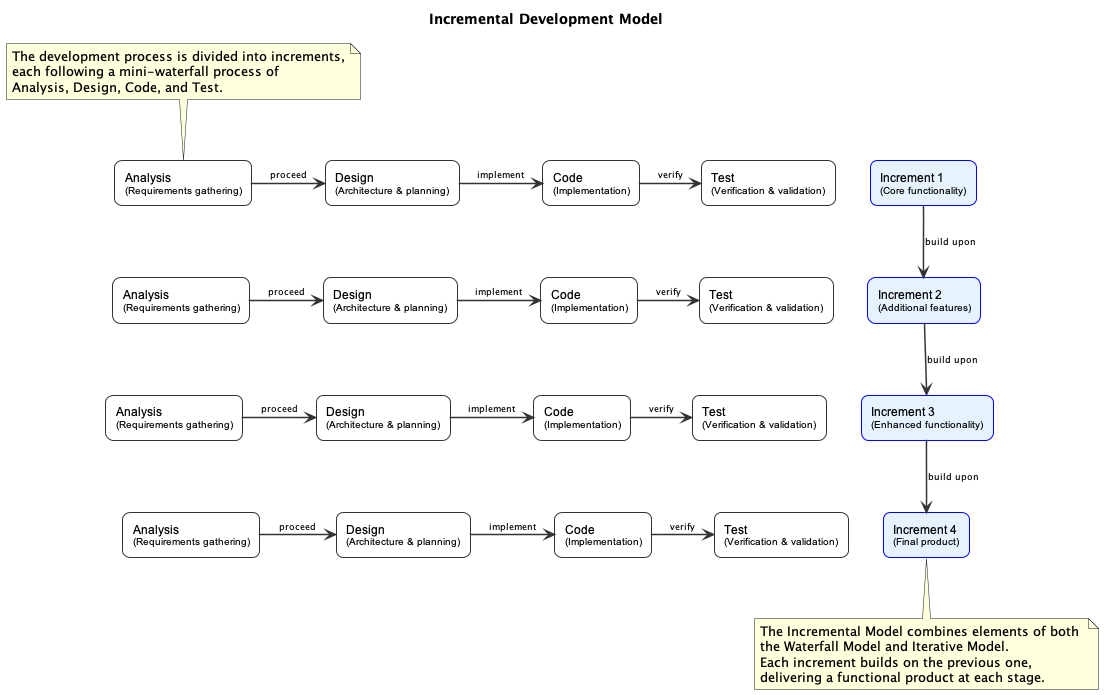 Incremental Development Model
The development process is divided into increments,
each following a mini-waterfall process of
Analysis, Design, Code, and Test.
Analysis
(Requirements gathering)
proceed
Design
(Architecture & planning)
implement
Code
(Implementation)
verify
Test
(Verification & validation)
Increment 1
(Core functionality)
build upon
Analysis
(Requirements gathering)
proceed
Design
(Architecture & planning)
implement
Code
(Implementation)
verify
Test
(Verification & validation)
Increment 2
(Additional features)
build upon
Analysis
(Requirements gathering)
proceed
Design
(Architecture & planning)
implement
Code
(Implementation)
verify
Test
(Verification & validation)
Increment 3
(Enhanced functionality)
build upon
Analysis
(Requirements gathering)
proceed
Design
(Architecture & planning)
implement
Code
(Implementation)
verify
Test
(Verification & validation)
Increment 4
(Final product)
The Incremental Model combines elements of both
the Waterfall Model and Iterative Model.
Each increment builds on the previous one,
delivering a functional product at each stage.